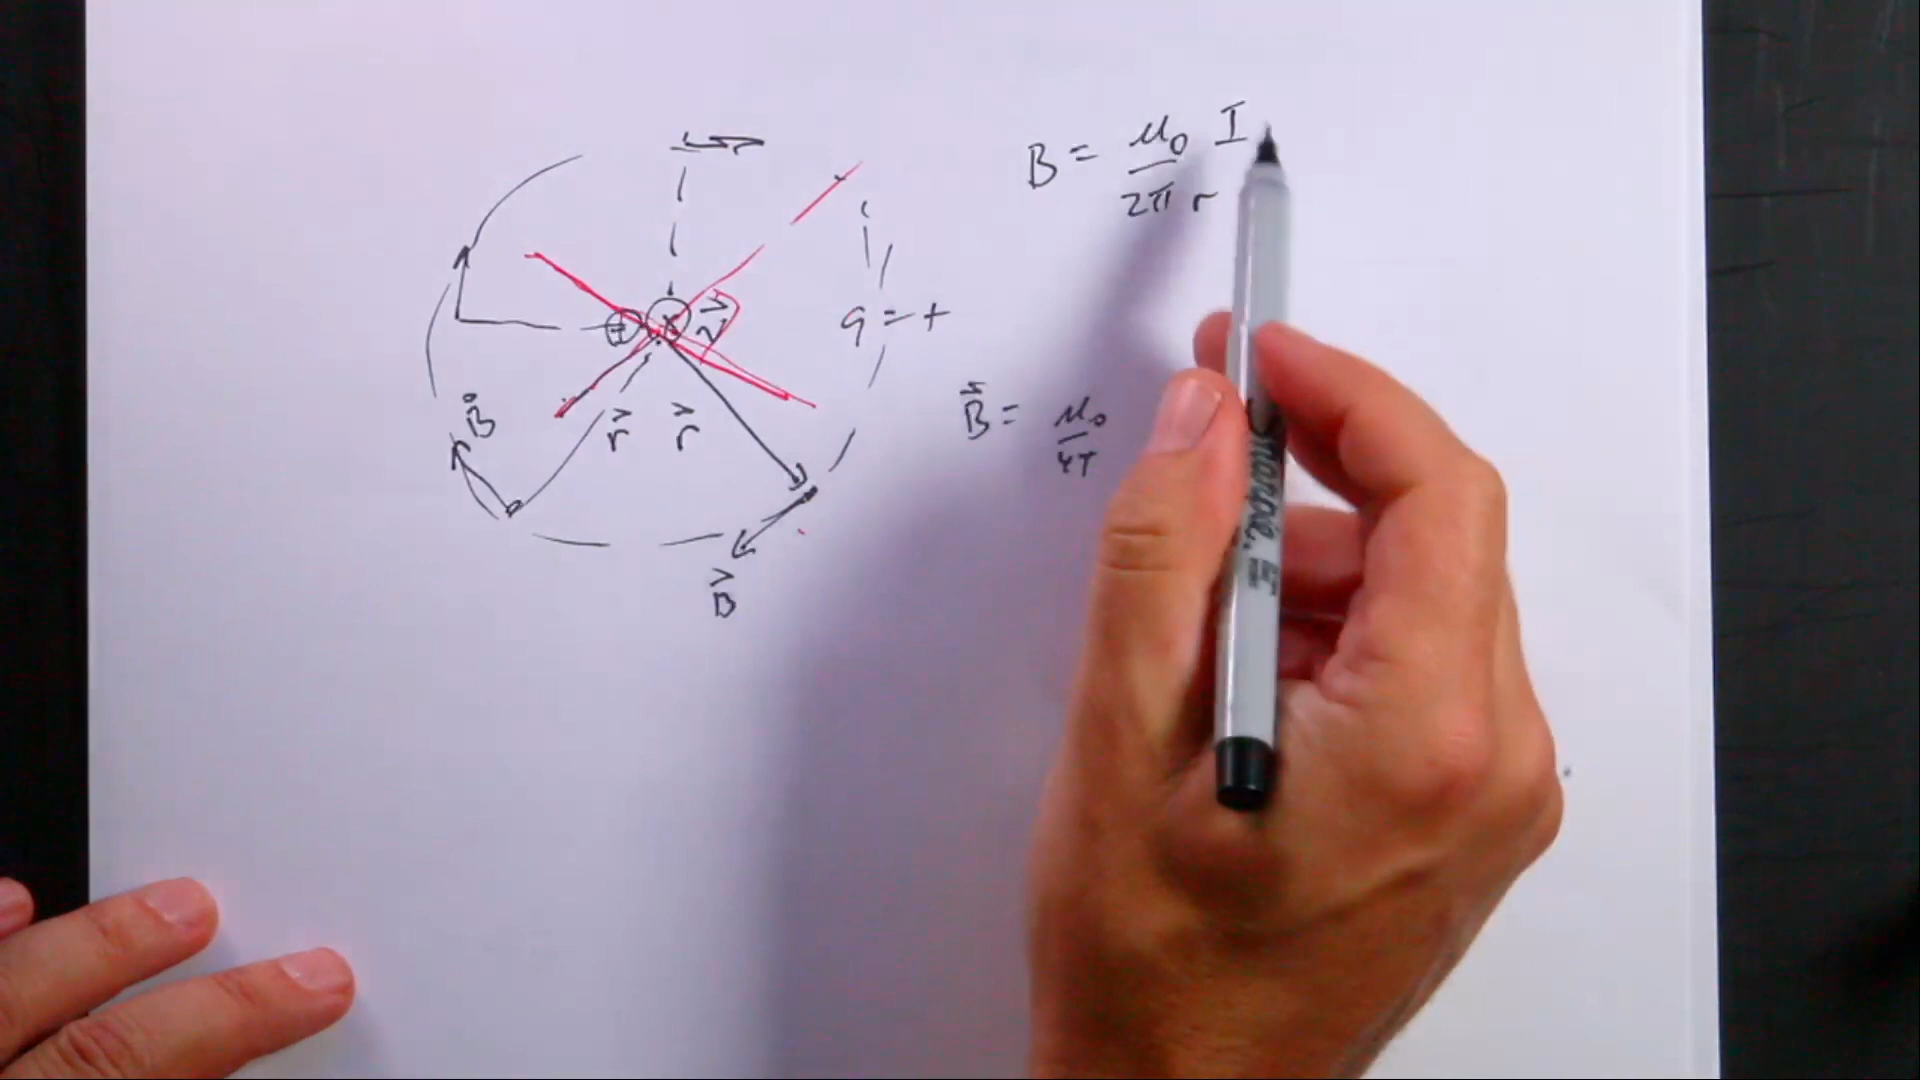 B = μ₀ I / 2π r
v⃗
q = +
B⃗
r⃗ r⃗
B⃗ = μ₀ / 4π
B⃗
Sharpie.